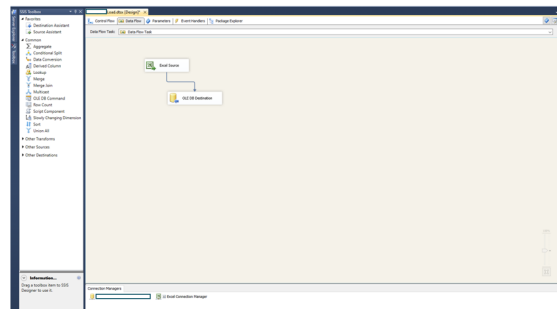 SSIS Toolbox
Favorites
Destination Assistant
Source Assistant
Common
Aggregate
Conditional Split
Data Conversion
Derived Column
Lookup
Merge
Merge Join
Multicast
OLE DB Command
Row Count
Script Component
Slowly Changing Dimension
Sort
Union All
Other Transforms
Other Sources
Other Destinations
Information...
Drag a toolbox item to SSIS
Designer to use it.
Load.dtsx [Design]*
Control Flow Data Flow Parameters Event Handlers Package Explorer
Data Flow Task: Data Flow Task
Excel Source
OLE DB Destination
Connection Managers
Excel Connection Manager